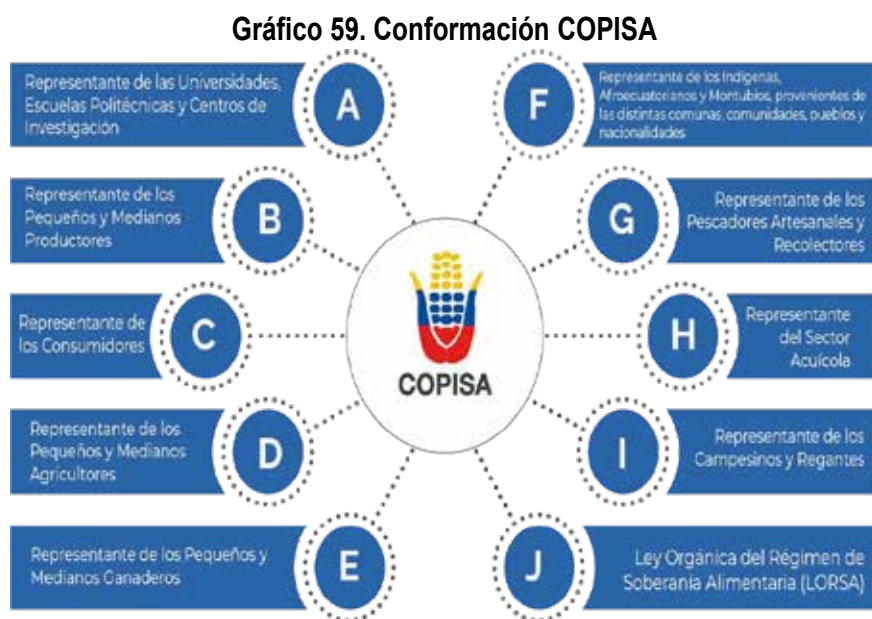 Gráfico 59. Conformación COPISA
Representante de las Universidades,
Escuelas Politécnicas y Centros de
Investigación
A
Representante de los
Pequeños y Medianos
Productores
B
Representante de
los Consumidores
C
Representante de los
Pequeños y Medianos
Agricultores
D
Representante de los Pequeños y
Medianos Ganaderos
E
COPISA
F
Representante de los Indígenas,
Afroecuatorianos y Montubios, provenientes de
las distintas comunas, comunidades, pueblos y
nacionalidades
G
Representante de los
Pescadores Artesanales y
Recolectores
H
Representante
del Sector
Acuícola
I
Representante de los
Campesinos y Regantes
J
Ley Orgánica del Régimen de
Soberanía Alimentaria (LORSA)